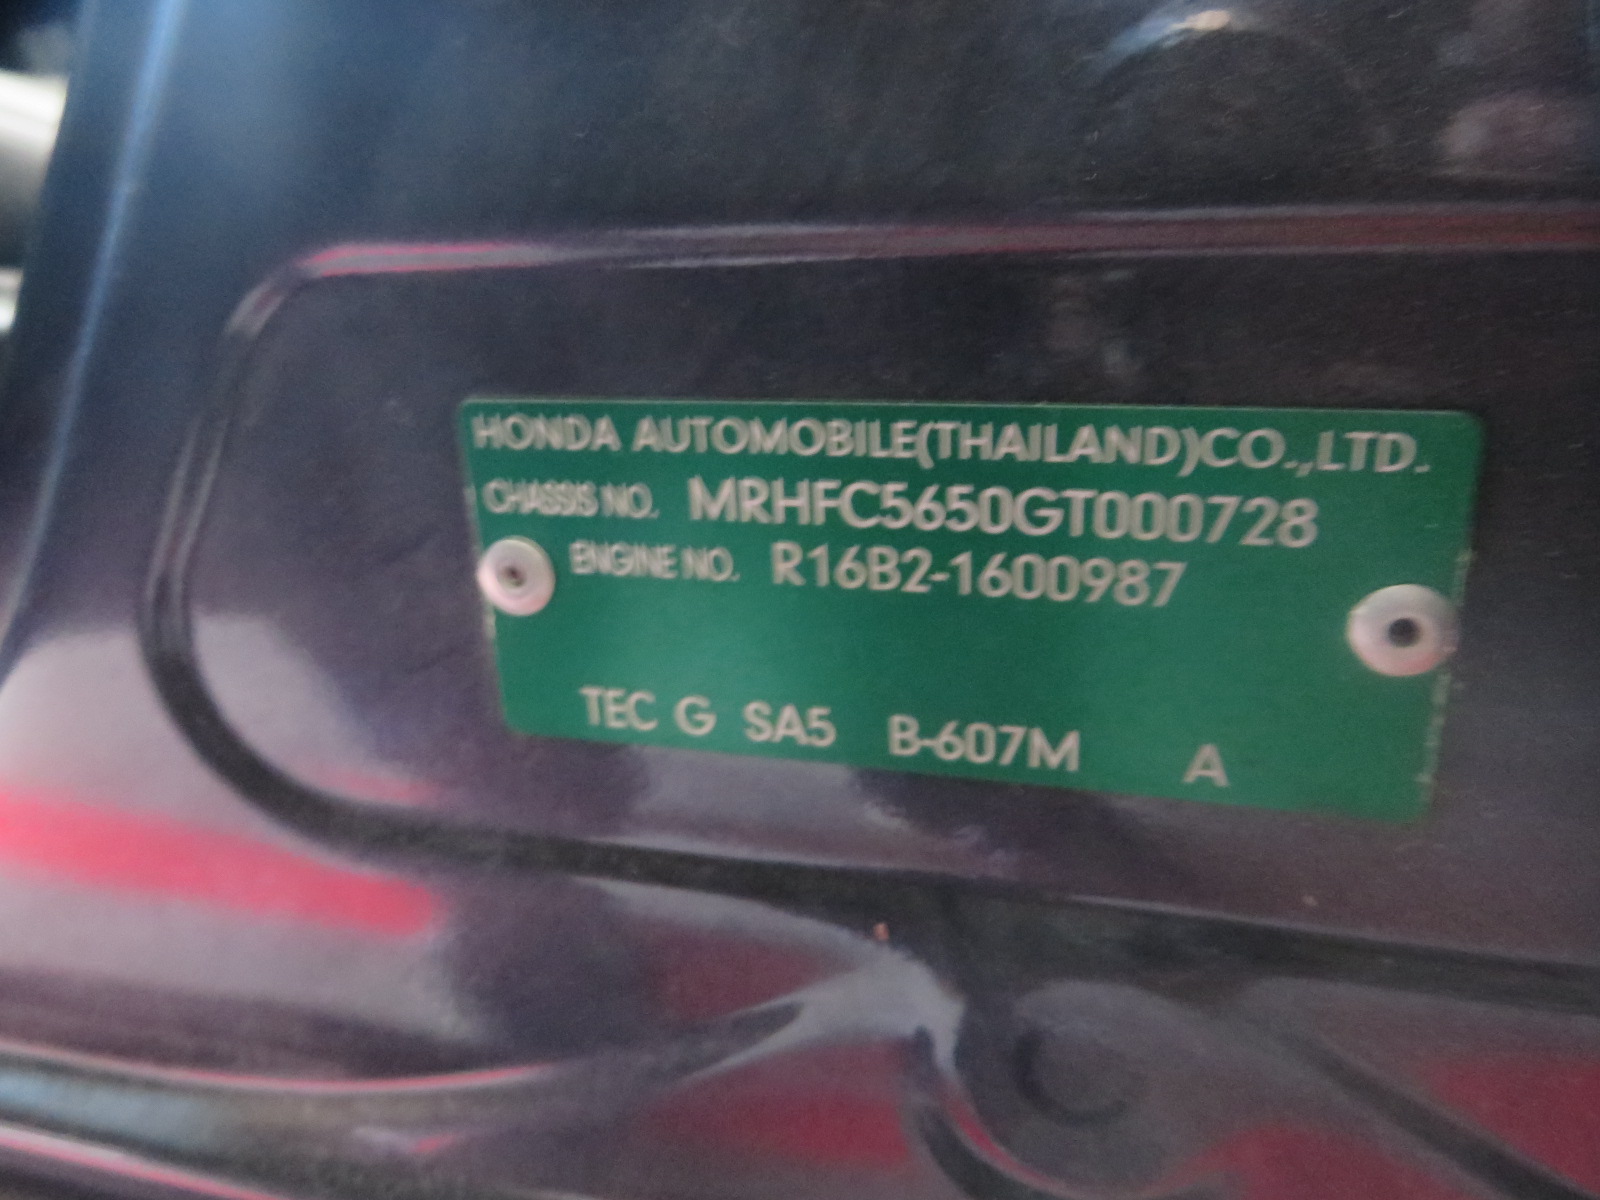 HONDA AUTOMOBILE(THAILAND)CO.,LTD.
CHASSIS NO. MRHFC5650GT000728
ENGINE NO. R16B2-1600987
TEC G SA5 B-607M A